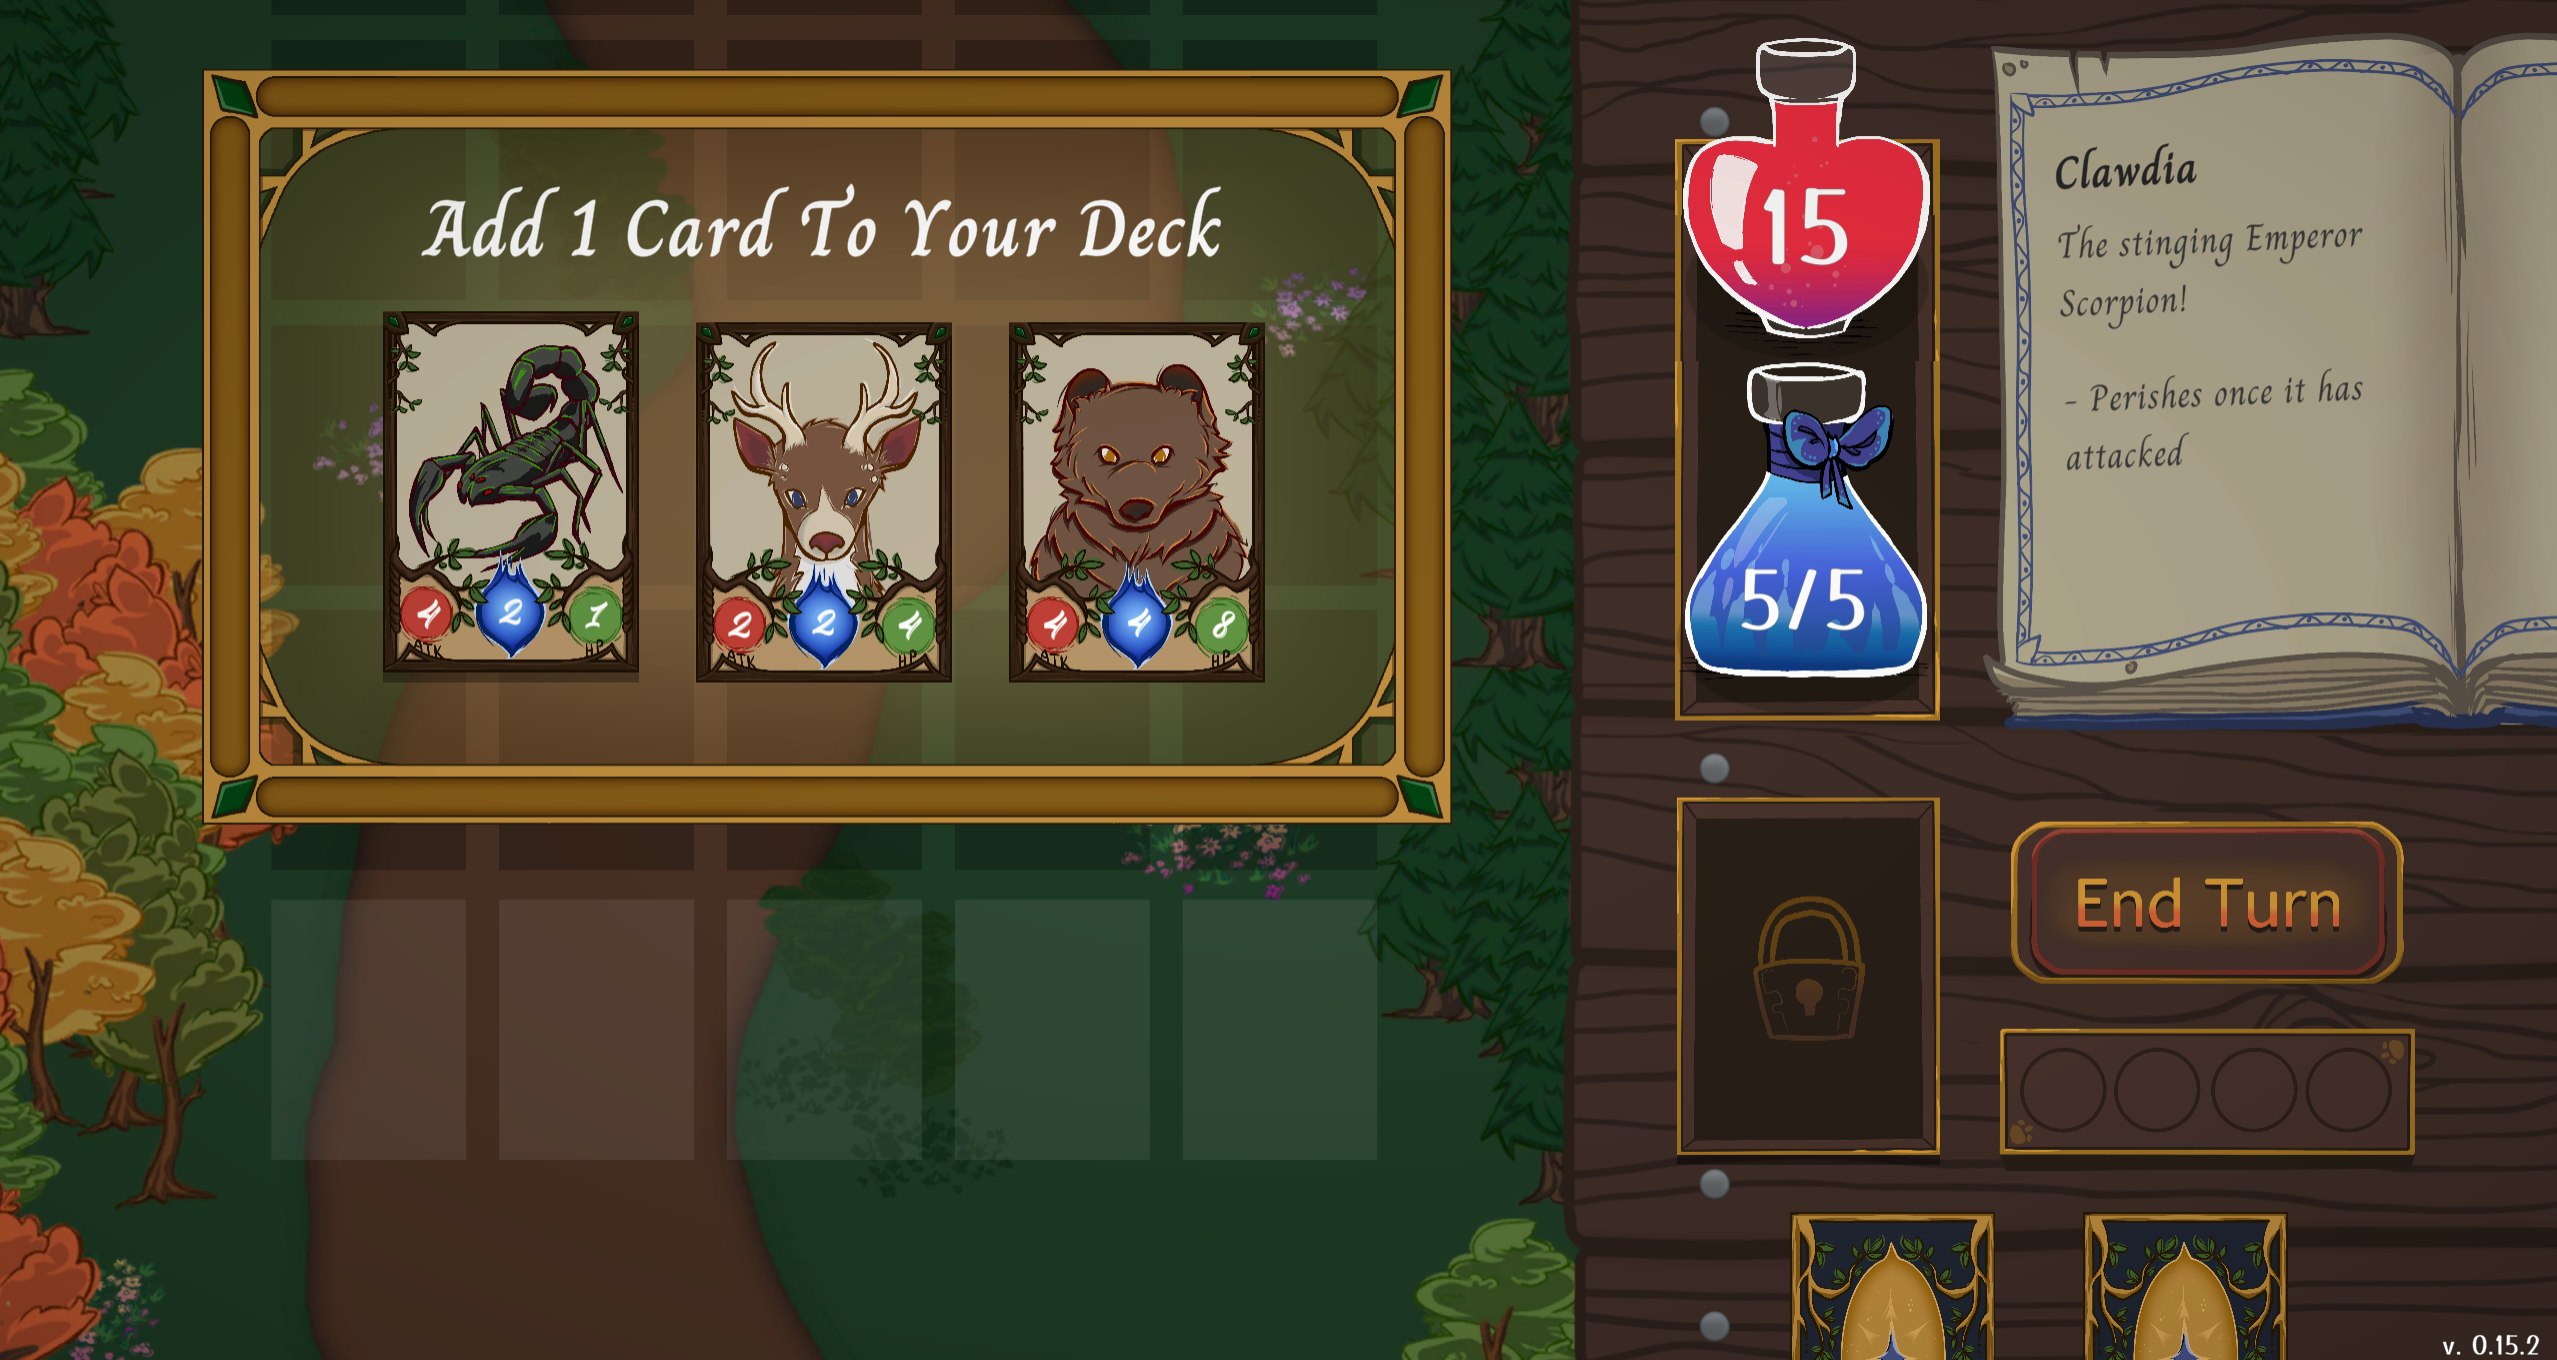 Add 1 Card To Your Deck
4
2
1
ATK
HP
2
2
4
ATK
HP
4
4
8
ATK
HP
15
5/5
Clawdia
The stinging Emperor
Scorpion!
- Perishes once it has
attacked
End Turn
v. 0.15.2